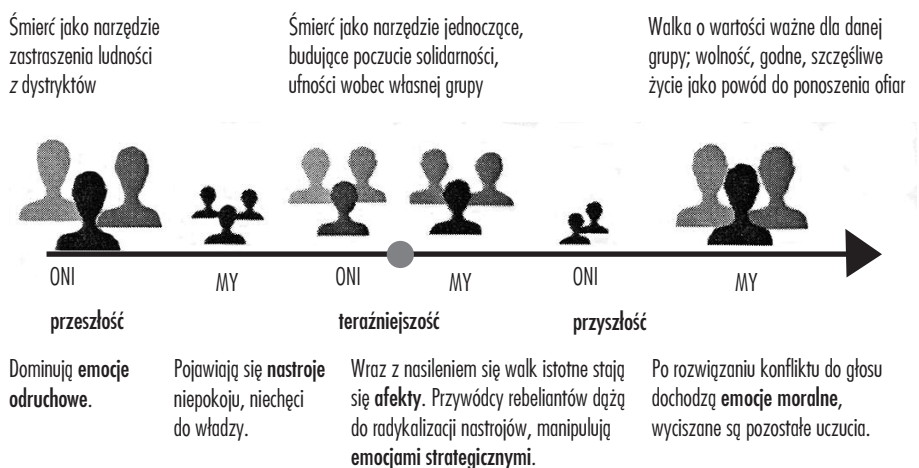 Śmierć jako narzędzie
zastraszenia ludności
z dystryktów
Śmierć jako narzędzie jednoczące,
budujące poczucie solidarności,
ufności wobec własnej grupy
Walka o wartości ważne dla danej
grupy; wolność, godne, szczęśliwe
życie jako powód do ponoszenia ofiar
ONI
MY
ONI
MY
ONI
MY
przeszłość
teraźniejszość
przyszłość
Dominują emocje
odruchowe.
Pojawiają się nastroje
niepokoju, niechęci
do władzy.
Wraz z nasileniem się walk istotne stają
się afekty. Przywódcy rebeliantów dążą
do radykalizacji nastrojów, manipulują
emocjami strategicznymi.
Po rozwiązaniu konfliktu do głosu
dochodzą emocje moralne,
wyciszane są pozostałe uczucia.